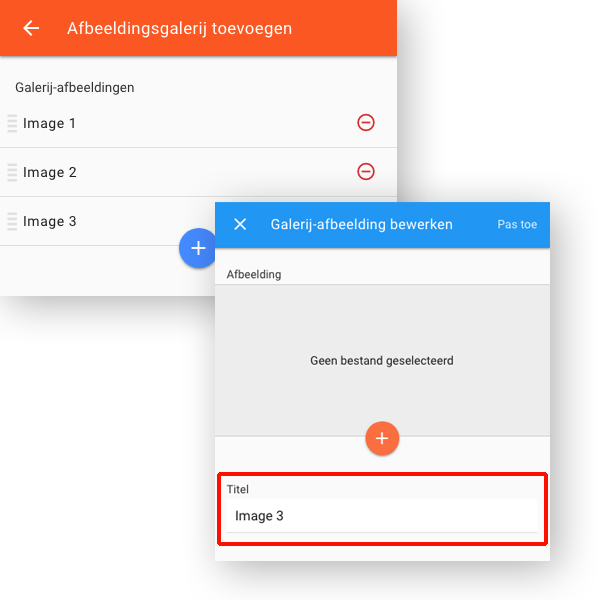 Afbeeldingsgalerij toevoegen
Galerij-afbeeldingen
Image 1
Image 2
Image 3
Galerij-afbeelding bewerken
Pas toe
Afbeelding
Geen bestand geselecteerd
Titel
Image 3